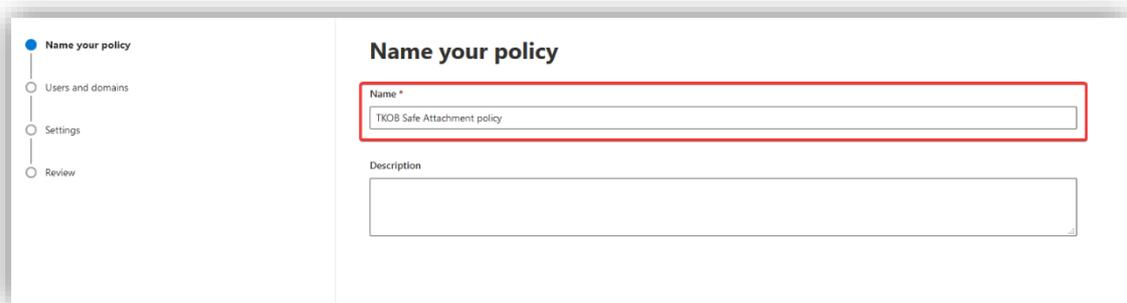 Name your policy
Users and domains
Settings
Review
Name your policy
Name *
TKOB Safe Attachment policy
Description